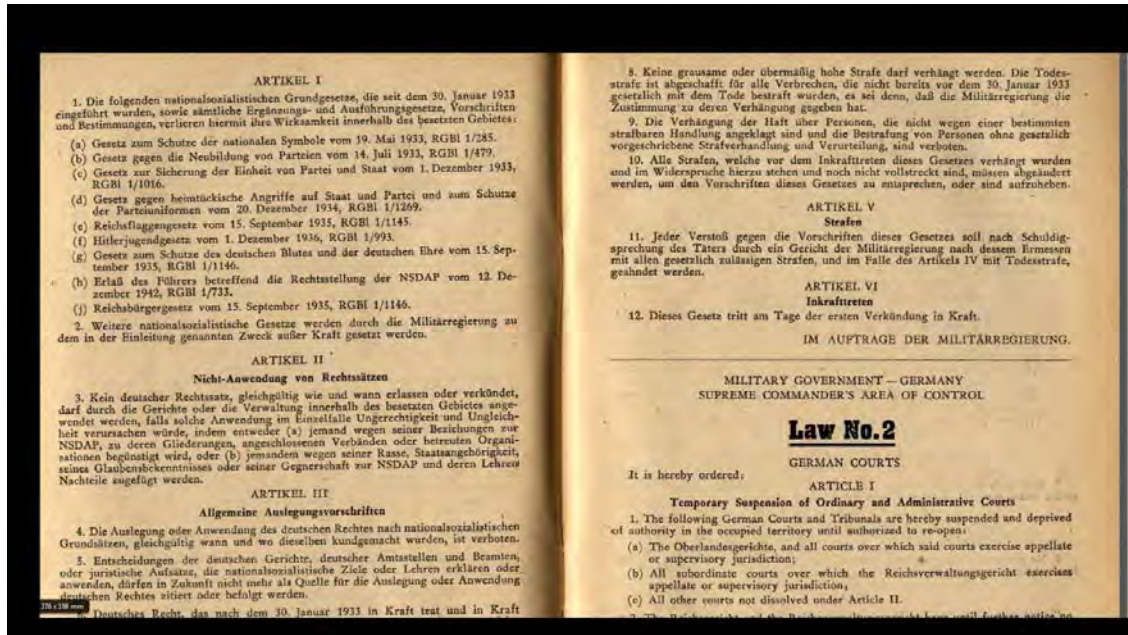 ARTIKEL I
1. Die folgenden nationalsozialistischen Grundgesetze, die seit dem 30. Januar 1933
eingeführt wurden, sowie sämtliche Ergänzungs- und Ausführungsgesetze, Vorschriften
und Bestimmungen, verlieren hiermit ihre Wirksamkeit innerhalb des besetzten Gebietes:
(a) Gesetz zum Schutze der nationalen Symbole vom 19. Mai 1933, RGBl 1/285.
(b) Gesetz gegen die Neubildung von Parteien vom 14. Juli 1933, RGBl 1/479.
(c) Gesetz zur Sicherung der Einheit von Partei und Staat vom 1. Dezember 1933,
RGBl 1/1016.
(d) Gesetz gegen heimtückische Angriffe auf Staat und Partei und zum Schutze
der Parteiuniformen vom 20. Dezember 1934, RGBl 1/1269.
(e) Reichsflaggengesetz vom 15. September 1935, RGBl 1/1145.
(f) Hitlerjugendgesetz vom 1. Dezember 1936, RGBl 1/993.
(g) Gesetz zum Schutze des deutschen Blutes und der deutschen Ehre vom 15. Sep-
tember 1935, RGBl 1/1146.
(h) Erlaß des Führers betreffend die Rechtsstellung der NSDAP vom 12. De-
zember 1942, RGBl 1/733.
(j) Reichsbürgergesetz vom 15. September 1935, RGBl 1/1146.
2. Weitere nationalsozialistische Gesetze werden durch die Militärregierung zu
dem in der Einleitung genannten Zweck außer Kraft gesetzt werden.
ARTIKEL II
Nicht-Anwendung von Rechtssätzen
3. Kein deutscher Rechtssatz, gleichgültig wie und wann erlassen oder verkündet,
darf durch die Gerichte oder die Verwaltung innerhalb des besetzten Gebietes ange-
wendet werden, falls solche Anwendung im Einzelfalle Ungerechtigkeit und Ungleich-
heit verursachen würde, indem entweder (a) jemand wegen seiner Beziehungen zur
NSDAP, zu deren Gliederungen, angeschlossenen Verbänden oder betreuten Organi-
sationen begünstigt wird, oder (b) jemandem wegen seiner Rasse, Staatsangehörigkeit,
seines Glaubensbekenntnisses oder seiner Gegnerschaft zur NSDAP und deren Lehren
Nachteile zugefügt werden.
ARTIKEL III
Allgemeine Auslegungsvorschriften
4. Die Auslegung oder Anwendung des deutschen Rechtes nach nationalsozialistischen
Grundsätzen, gleichgültig wann und wo dieselben kundgemacht wurden, ist verboten.
5. Entscheidungen der deutschen Gerichte, deutscher Amtsstellen und Beamten,
oder juristische Aufsätze, die nationalsozialistische Ziele oder Lehren erklären oder
anwenden, dürfen in Zukunft nicht mehr als Quelle für die Auslegung oder Anwendung
deutschen Rechtes zitiert oder befolgt werden.
Deutsches Recht, das nach dem 30. Januar 1933 in Kraft trat und in Kraft
8. Keine grausame oder übermäßig hohe Strafe darf verhängt werden. Die Todes-
strafe ist abgeschafft für alle Verbrechen, die nicht bereits vor dem 30. Januar 1933
gesetzlich mit dem Tode bestraft wurden, es sei denn, daß die Militärregierung die
Zustimmung zu deren Verhängung gegeben hat.
9. Die Verhängung der Haft über Personen, die nicht wegen einer bestimmten
strafbaren Handlung angeklagt sind und die Bestrafung von Personen ohne gesetzlich
vorgeschriebene Strafverhandlung und Verurteilung, sind verboten.
10. Alle Strafen, welche vor dem Inkrafttreten dieses Gesetzes verhängt wurden
und im Widerspruche hierzu stehen und noch nicht vollstreckt sind, müssen abgeändert
werden, um den Vorschriften dieses Gesetzes zu entsprechen, oder sind aufzuheben.
ARTIKEL V
Strafen
11. Jeder Verstoß gegen die Vorschriften dieses Gesetzes soll nach Schuldig-
sprechung des Täters durch ein Gericht der Militärregierung nach dessem Ermessen
mit allen gesetzlich zulässigen Strafen, und im Falle des Artikels IV mit Todesstrafe,
geahndet werden.
ARTIKEL VI
Inkrafttreten
12. Dieses Gesetz tritt am Tage der ersten Verkündung in Kraft.
IM AUFTRAGE DER MILITÄRREGIERUNG.
MILITARY GOVERNMENT — GERMANY
SUPREME COMMANDER'S AREA OF CONTROL
Law No.2
GERMAN COURTS
It is hereby ordered:
ARTICLE I
Temporary Suspension of Ordinary and Administrative Courts
1. The following German Courts and Tribunals are hereby suspended and deprived
of authority in the occupied territory until authorized to re-open:
(a) The Oberlandesgerichte, and all courts over which said courts exercise appellate
or supervisory jurisdiction;
(b) All subordinate courts over which the Reichsverwaltungsgericht exercises
appellate or supervisory jurisdiction;
(c) All other courts not dissolved under Article II.